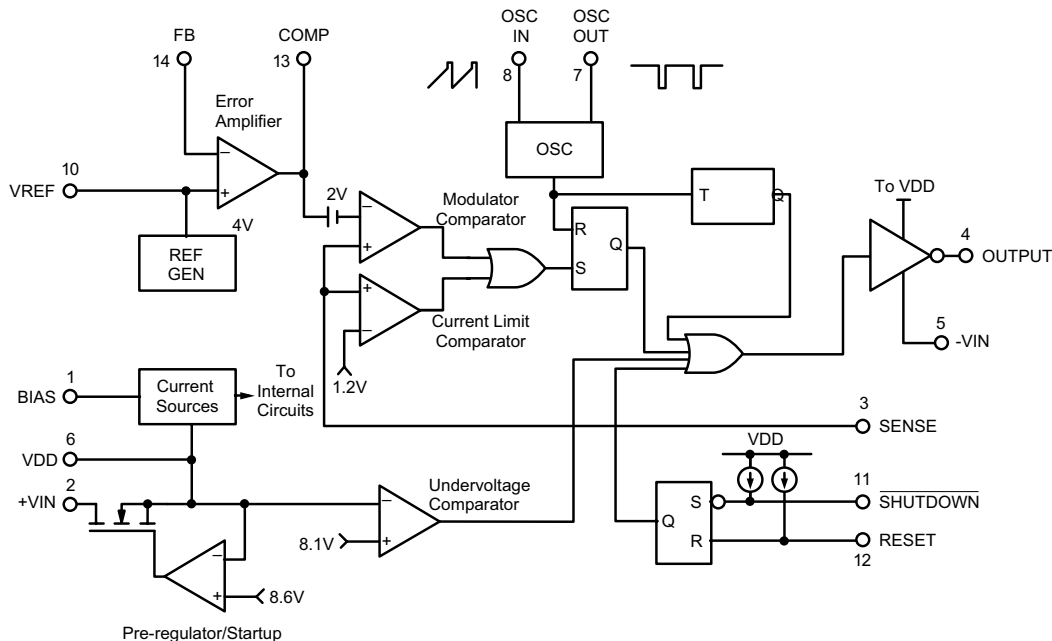 FB
14
COMP
13
OSC
IN
8
OSC
OUT
7
Error
Amplifier
10
VREF
−
+
4V
REF
GEN
OSC
2V
−
+
Modulator
Comparator
+
−
Current Limit
Comparator
1.2V
R
S
Q
T
Q
To VDD
4
OUTPUT
5
-VIN
1
BIAS
Current
Sources
To
Internal
Circuits
3
SENSE
6
VDD
2
+VIN
−
+
Undervoltage
Comparator
8.1V
−
+
8.6V
Pre-regulator/Startup
VDD
S
Q
R
11
SHUTDOWN
RESET
12